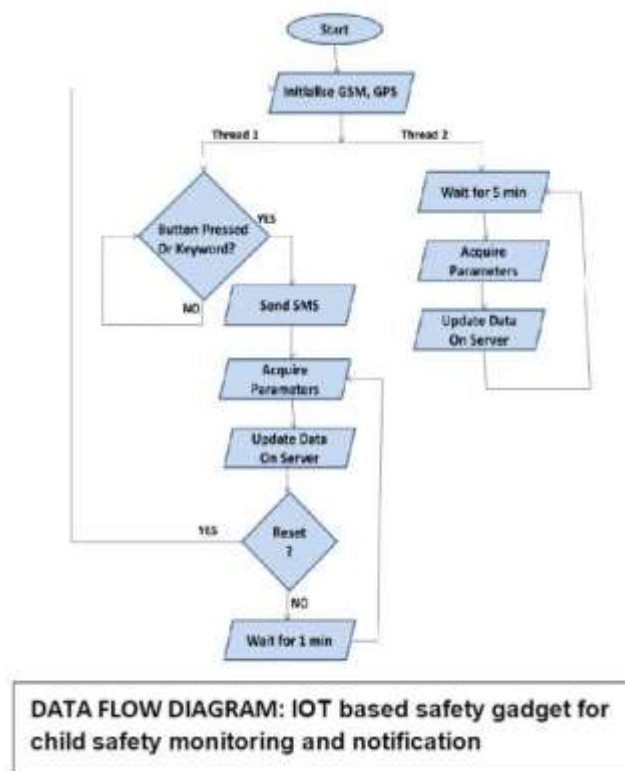 Start
Initialise GSM, GPS
Thread 1
Thread 2
Button Pressed
Or Keyword?
YES
NO
Wait for 5 min
Acquire
Parameters
Update Data
On Server
Send SMS
Acquire
Parameters
Update Data
On Server
Reset
?
YES
NO
Wait for 1 min
DATA FLOW DIAGRAM: IOT based safety gadget for
child safety monitoring and notification